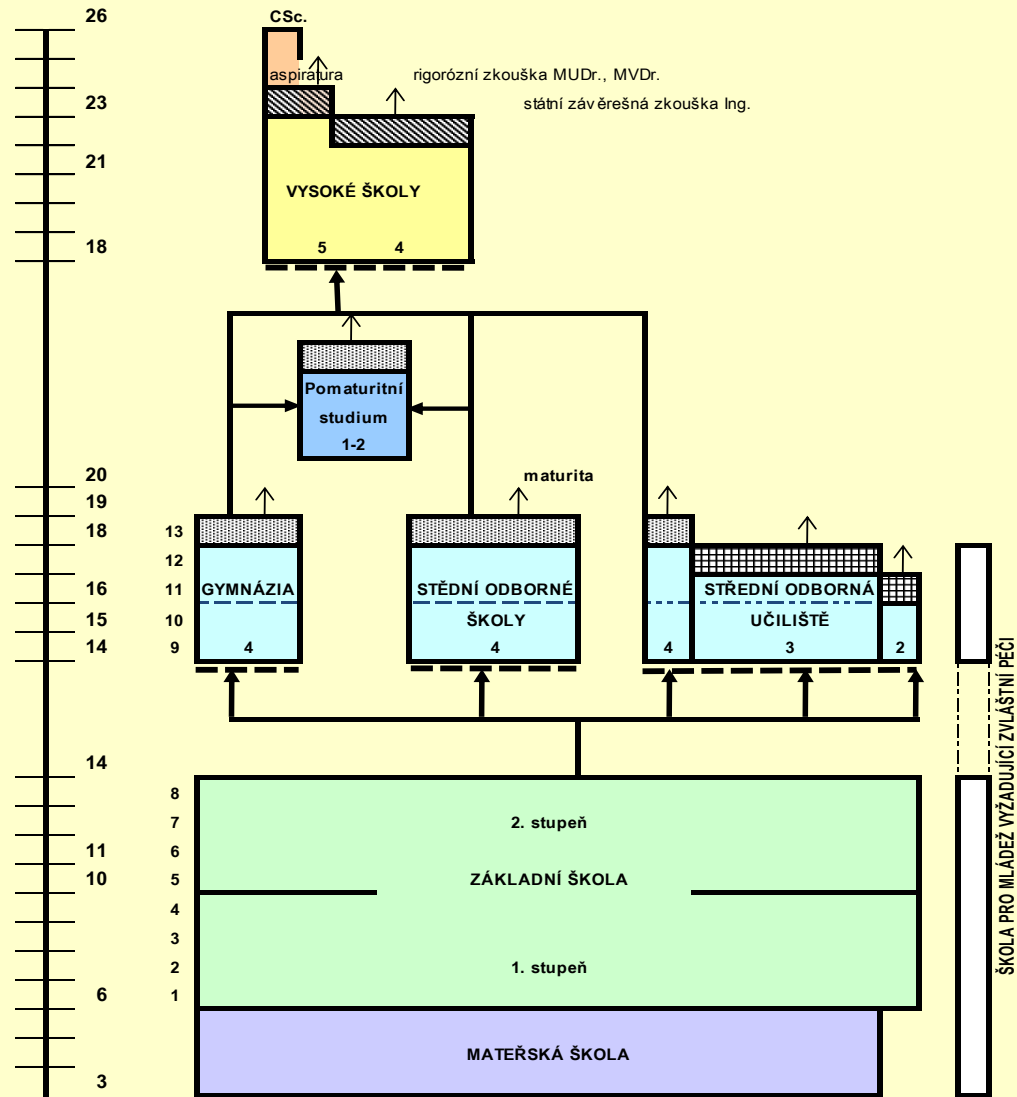 26
CSc.
aspiratura
rigorózní zkouška MUDr., MVDr.
23
státní závěrešná zkouška Ing.
21
VYSOKÉ ŠKOLY
18
5 4
Pomaturitní
studium
1-2
20
maturita
19
18 13
12
16 11
GYMNÁZIA
STĚDNÍ ODBORNÉ
STŘEDNÍ ODBORNÁ
15 10
ŠKOLY
UČILIŠTĚ
14 9
4
4
4
3
2
14
8
7
2. stupeň
11 6
10 5
ZÁKLADNÍ ŠKOLA
4
3
2
1. stupeň
6 1
MATEŘSKÁ ŠKOLA
3
ŠKOLA PRO MLÁDEŽ VYŽADUJÍCÍ ZVLÁŠTNÍ PÉČI